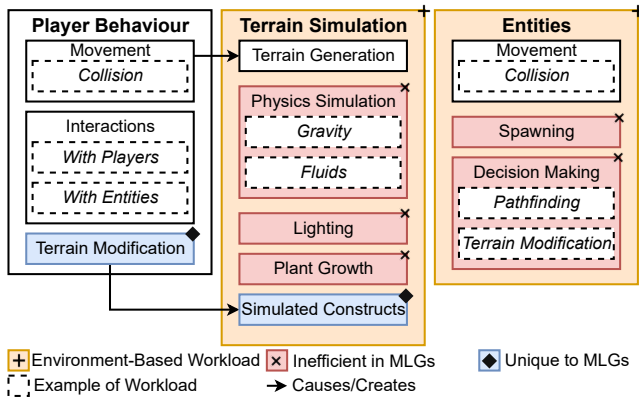 Player Behaviour
Movement
Collision
Interactions
With Players
With Entities
Terrain Modification
Terrain Simulation
Terrain Generation
Physics Simulation
Gravity
Fluids
Lighting
Plant Growth
Simulated Constructs
Entities
Movement
Collision
Spawning
Decision Making
Pathfinding
Terrain Modification
Environment-Based Workload
Inefficient in MLGs
Unique to MLGs
Example of Workload
Causes/Creates